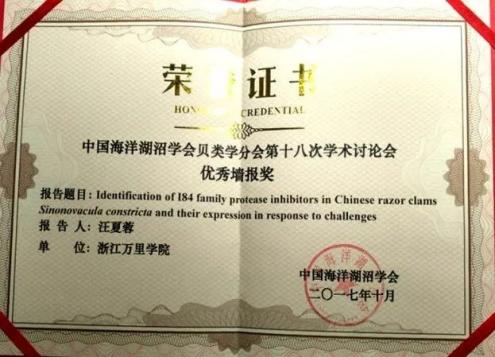 荣誉证书
CREDENTIAL
中国海洋湖沼学会贝类学分会第十八次学术讨论会
优秀墙报奖
报告题目：Identification of I84 family protease inhibitors in Chinese razor clams
Sinonovacula constricta and their expression in response to challenges
报 告 人：汪夏蓉
单 位：浙江万里学院
中国海洋湖沼学会
二〇一七年十月